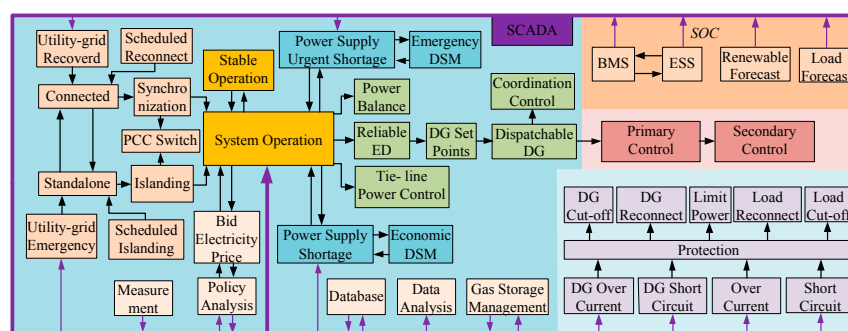 SCADA
SOC
Utility-grid
Recoverd
Scheduled
Reconnect
Stable
Operation
Power Supply
Urgent Shortage
Emergency
DSM
BMS
ESS
Renewable
Forecast
Load
Forecast
Connected
Synchro
nization
Power
Balance
Coordination
Control
PCC Switch
System Operation
Reliable
ED
DG Set
Points
Dispatchable
DG
Primary
Control
Secondary
Control
Standalone
Islanding
Tie- line
Power Control
Utility-grid
Emergency
Scheduled
Islanding
Bid
Electricity
Price
Power Supply
Shortage
Economic
DSM
DG
Cut-off
DG
Reconnect
Limit
Power
Load
Reconnect
Load
Cut-off
Protection
Measure
ment
Policy
Analysis
Database
Data
Analysis
Gas Storage
Management
DG Over
Current
DG Short
Circuit
Over
Current
Short
Circuit